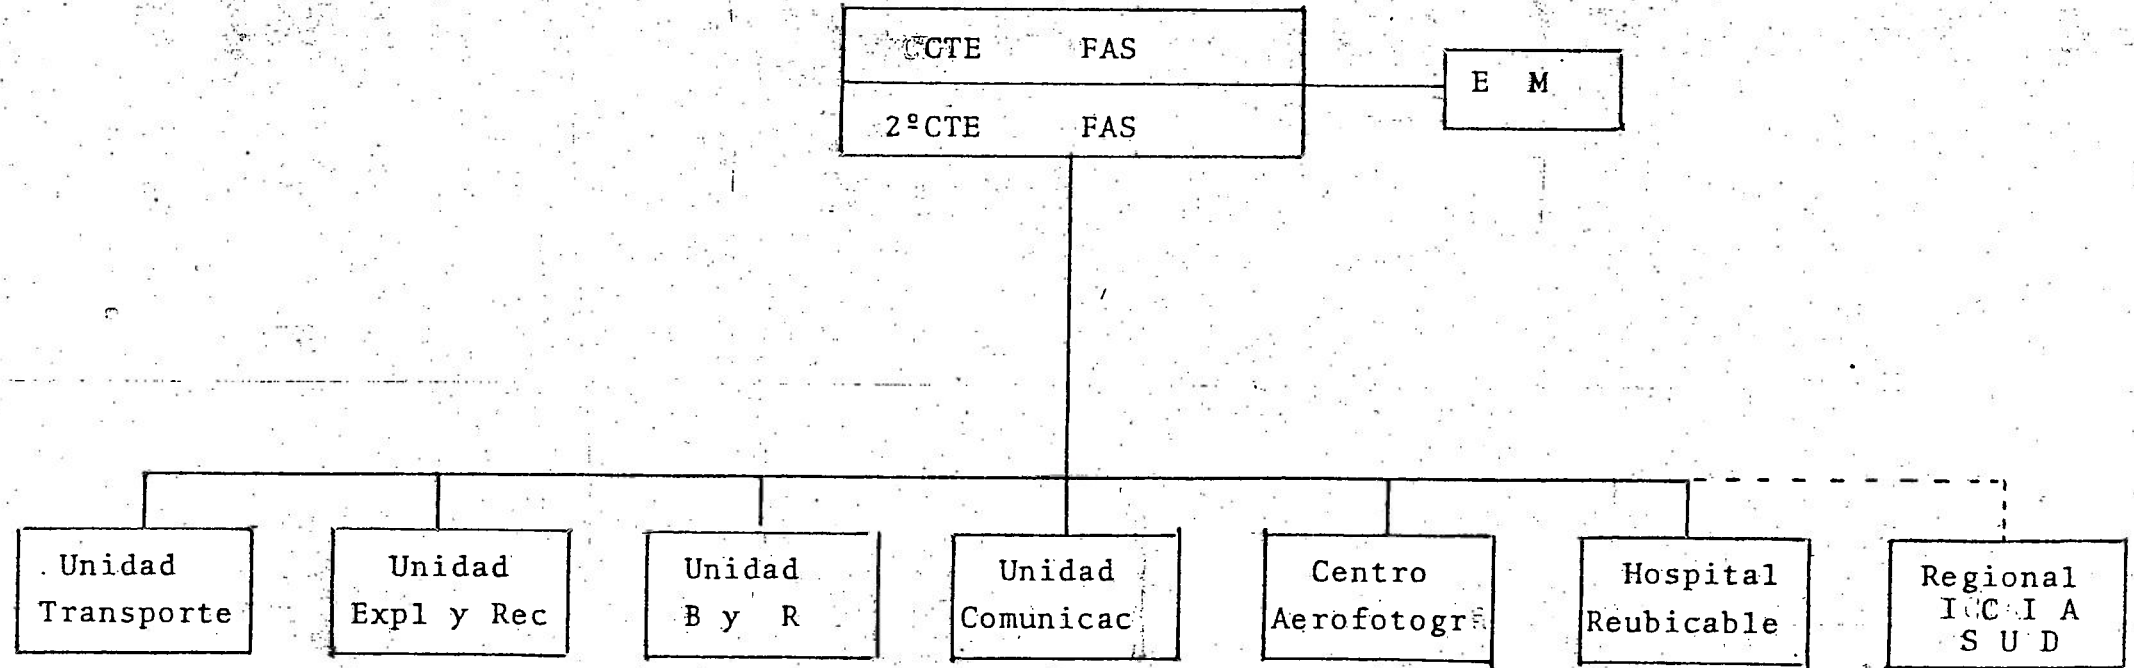 CTE FAS
E M
2ºCTE FAS
Unidad
Transporte
Unidad
Expl y Rec
Unidad
B y R
Unidad
Comunicac
Centro
Aerofotogr
Hospital
Reubicable
Regional
I C I A
S U D